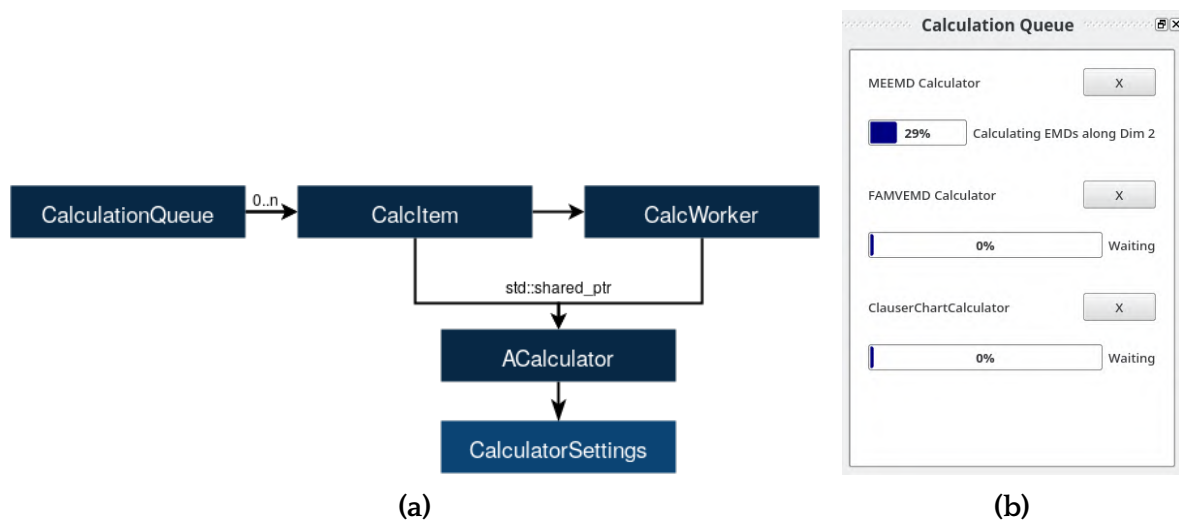 CalculationQueue
0..n
CalcItem
CalcWorker
std::shared_ptr
ACalculator
CalculatorSettings
(a)
Calculation Queue
MEEMD Calculator
X
29%
Calculating EMDs along Dim 2
FAMVEMD Calculator
X
0%
Waiting
ClauserChartCalculator
X
0%
Waiting
(b)